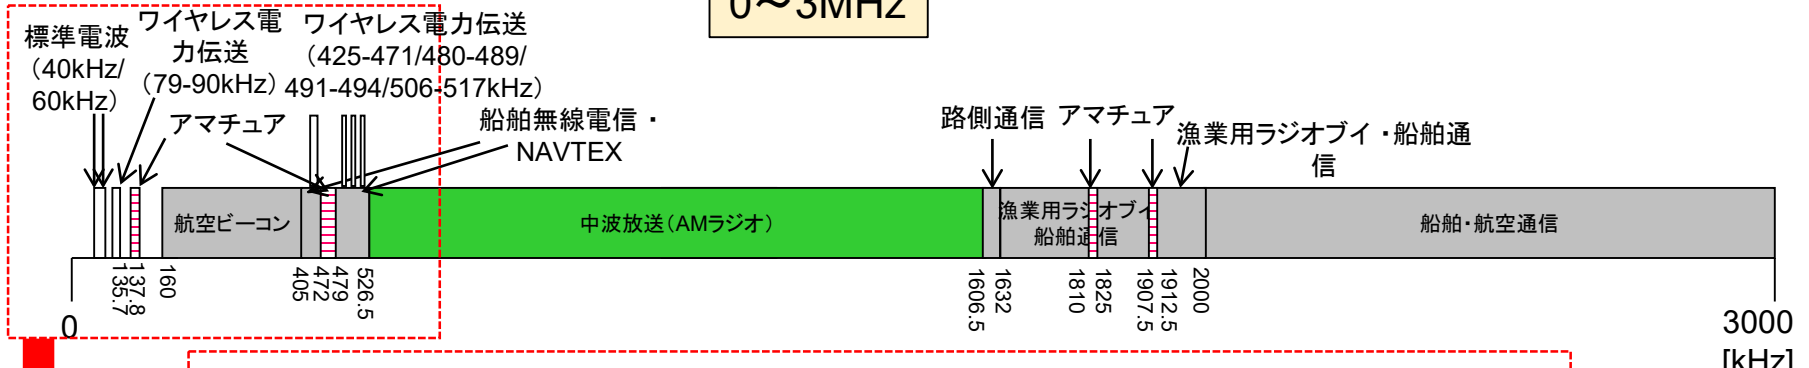 0～3MHz
標準電波
（40kHz/
60kHz）
ワイヤレス電
力伝送
（79-90kHz）
ワイヤレス電力伝送
（425-471/480-489/
491-494/506-517kHz）
アマチュア
船舶無線電信・
NAVTEX
路側通信
アマチュア
漁業用ラジオブイ・船舶通
信
航空ビーコン
中波放送（AMラジオ）
漁業用ラジオブイ
船舶通信
船舶・航空通信
0
135.7
137.8
160
405
472
479
526.5
1606.5
1632
1810
1825
1907.5
1912.5
2000
3000
[kHz]